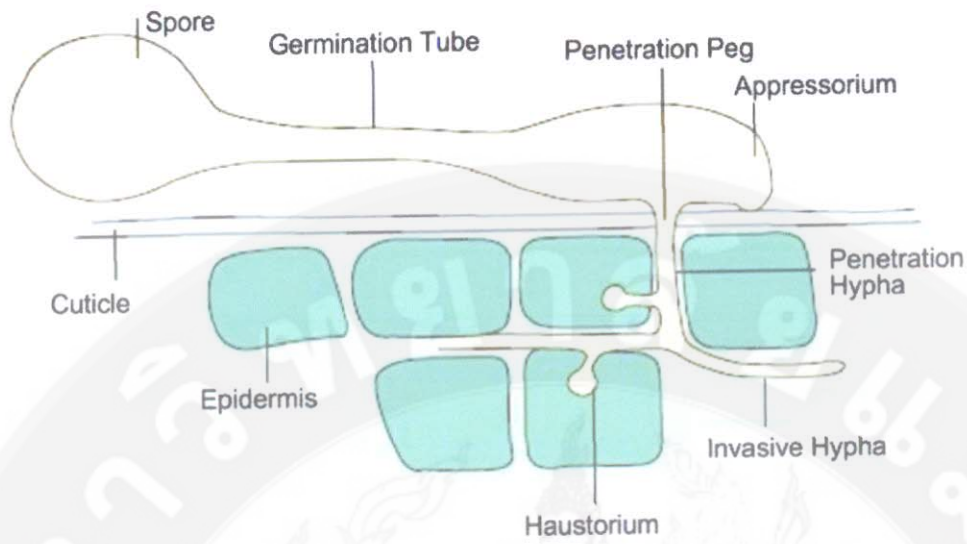 Spore
Germination Tube
Penetration Peg
Appressorium
Penetration
Hypha
Cuticle
Epidermis
Invasive Hypha
Haustorium